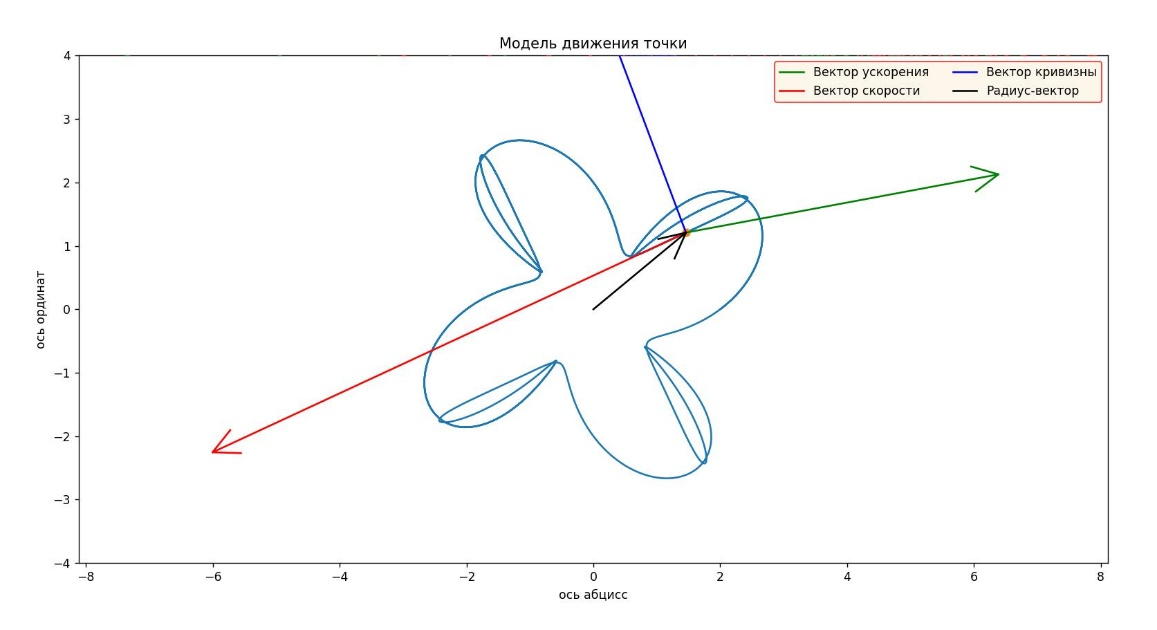 Модель движения точки
Вектор ускорения
Вектор скорости
Вектор кривизны
Радиус-вектор
ось ординат
4
3
2
1
0
−1
−2
−3
−4
−8
−6
−4
−2
0
2
4
6
8
ось абцисс